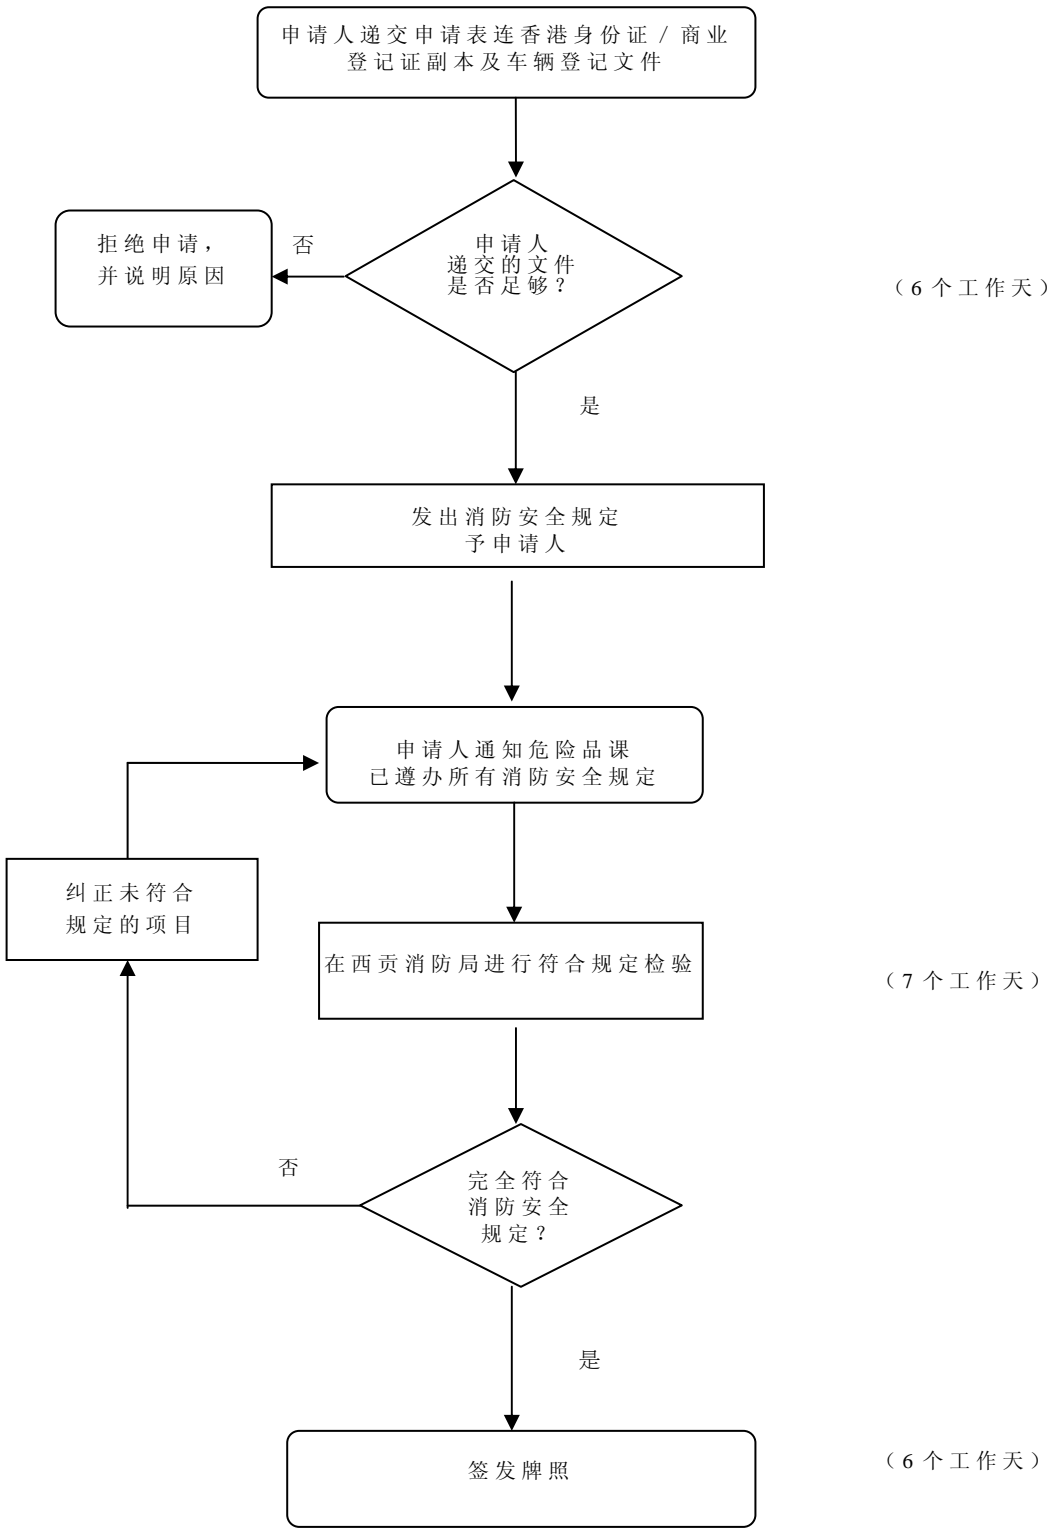 申请人递交申请表连香港身份证/商业
登记证副本及车辆登记文件
申请人
递交的文件
是否足够？
否
拒绝申请，
并说明原因
（6个工作天）
是
发出消防安全规定
予申请人
申请人通知危险品课
已遵办所有消防安全规定
纠正未符合
规定的项目
在西贡消防局进行符合规定检验
（7个工作天）
否
完全符合
消防安全
规定？
是
签发牌照
（6个工作天）